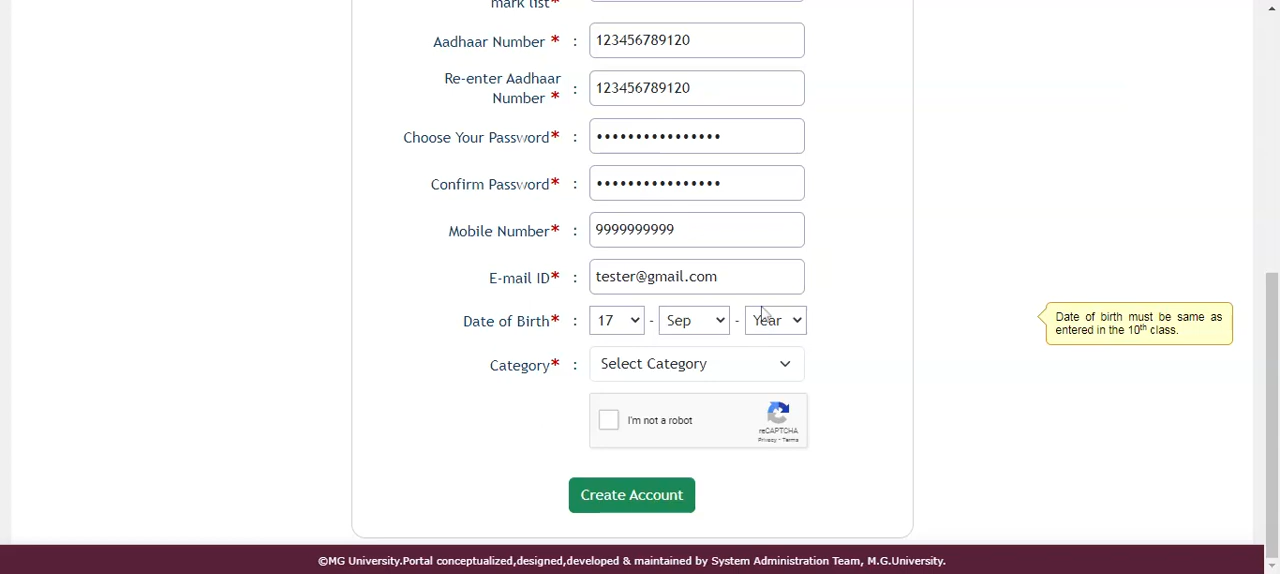 mark list*
Aadhaar Number * : 123456789120
Re-enter Aadhaar
Number * : 123456789120
Choose Your Password* : ••••••••••••••••
Confirm Password* : ••••••••••••••••
Mobile Number* : 9999999999
E-mail ID* : tester@gmail.com
Date of Birth* : 17 - Sep - Year
Date of birth must be same as
entered in the 10th class.
Category* : Select Category
I'm not a robot
reCAPTCHA
Privacy - Terms
Create Account
©MG University.Portal conceptualized,designed,developed & maintained by System Administration Team, M.G.University.